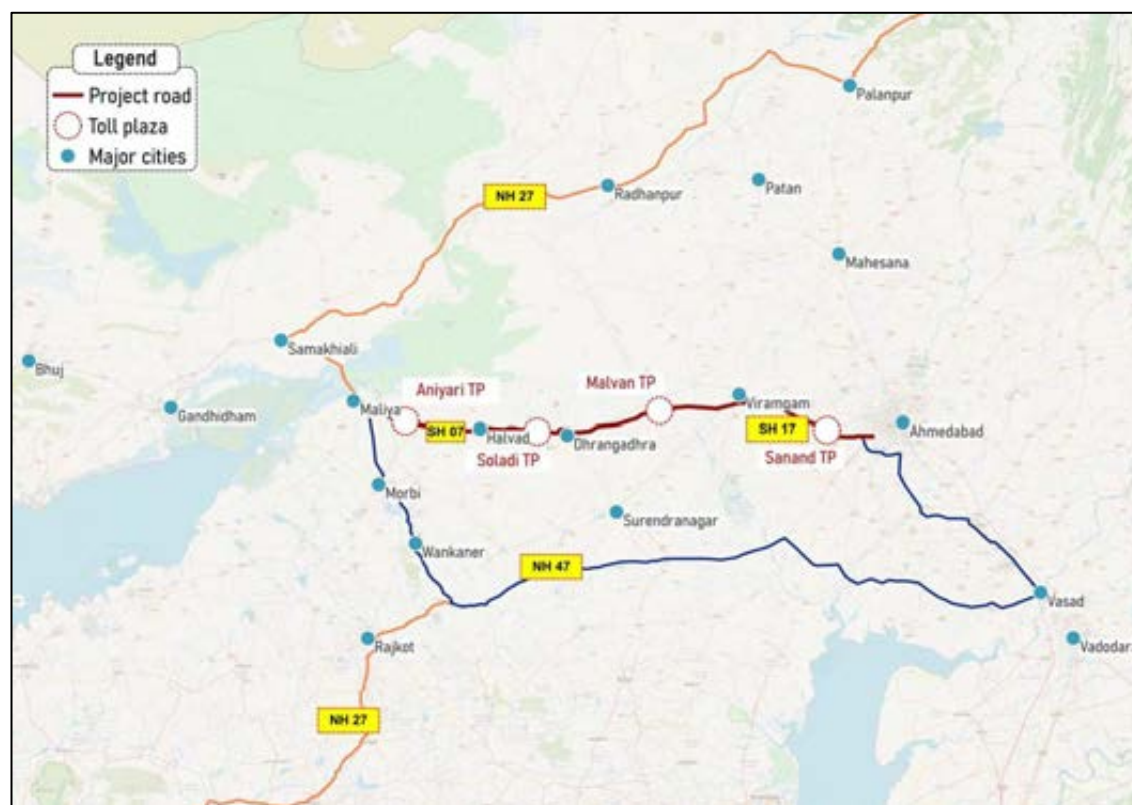 Legend
Project road
Toll plaza
Major cities
Palanpur
NH 27
Radhanpur
Patan
Mahesana
Samakhiali
Bhuj
Gandhidham
Maliya
Aniyari TP
SH 07
Halvad
Soladi TP
Dhrangadhra
Malvan TP
Viramgam
SH 17
Sanand TP
Ahmedabad
Morbi
Surendranagar
Wankaner
NH 47
Vasad
Rajkot
Vadodar
NH 27